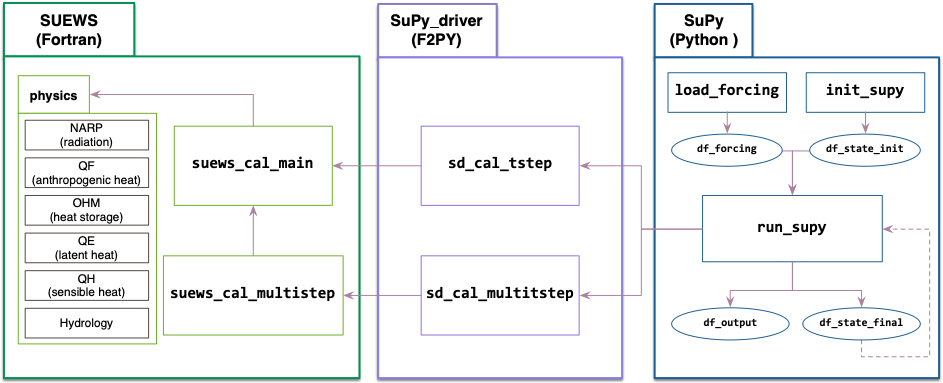 SUEWS
(Fortran)
physics
NARP
(radiation)
QF
(anthropogenic heat)
OHM
(heat storage)
QE
(latent heat)
QH
(sensible heat)
Hydrology
suews_cal_main
suews_cal_multistep
SuPy_driver
(F2PY)
sd_cal_tstep
sd_cal_multitstep
SuPy
(Python )
load_forcing
init_supy
df_forcing
df_state_init
run_supy
df_output
df_state_final